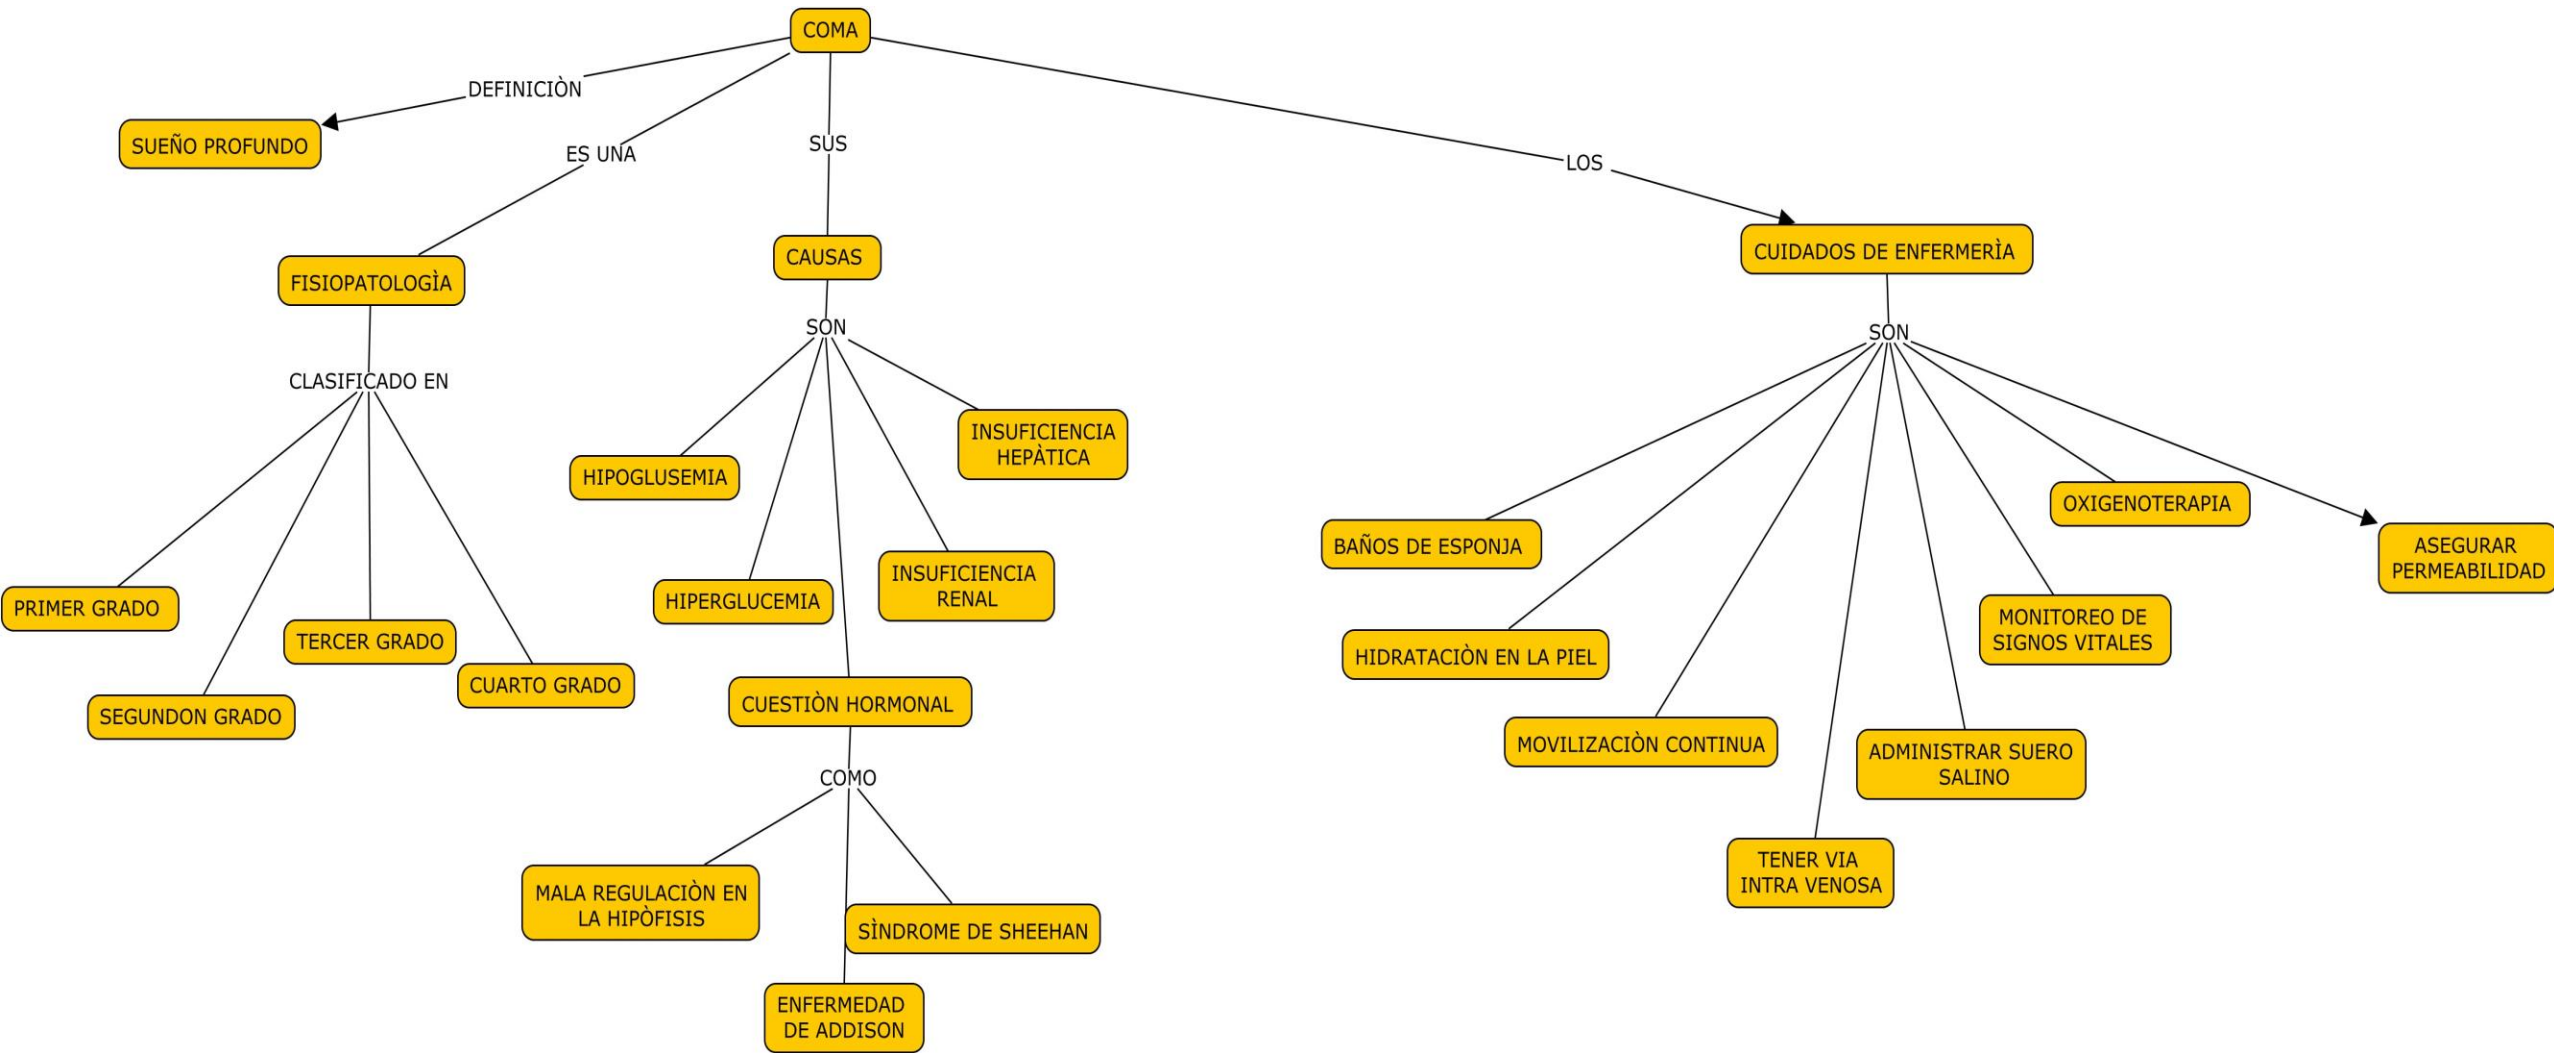 COMA
DEFINICIÒN
SUEÑO PROFUNDO
ES UNA
SUS
LOS
FISIOPATOLOGÌA
CAUSAS
CUIDADOS DE ENFERMERÌA
CLASIFICADO EN
SON
SON
PRIMER GRADO
SEGUNDON GRADO
TERCER GRADO
CUARTO GRADO
HIPOGLUSEMIA
HIPERGLUCEMIA
CUESTIÒN HORMONAL
INSUFICIENCIA
RENAL
INSUFICIENCIA
HEPÀTICA
COMO
MALA REGULACIÒN EN
LA HIPÒFISIS
ENFERMEDAD
DE ADDISON
SÌNDROME DE SHEEHAN
BAÑOS DE ESPONJA
HIDRATACIÒN EN LA PIEL
MOVILIZACIÒN CONTINUA
TENER VIA
INTRA VENOSA
ADMINISTRAR SUERO
SALINO
MONITOREO DE
SIGNOS VITALES
OXIGENOTERAPIA
ASEGURAR
PERMEABILIDAD